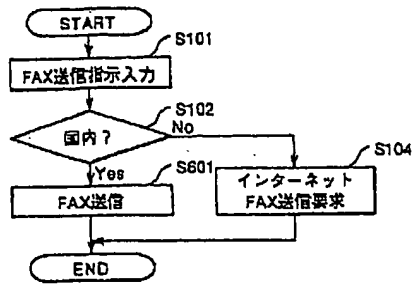 START
S101
FAX送信指示入力
S102
国内?
No
S104
Yes
S601
インターネット
FAX送信要求
FAX送信
END